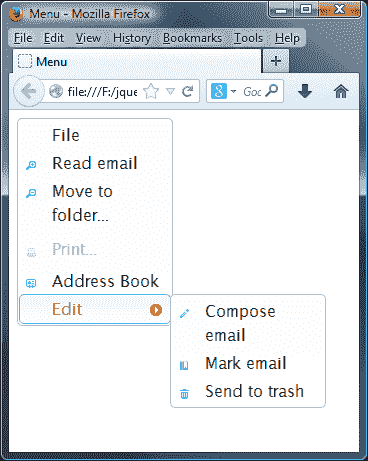 Menu - Mozilla Firefox
File Edit View History Bookmarks Tools Help
Menu
file:///F:/jque
Goc
File
Read email
Move to
folder...
Print...
Address Book
Edit
Compose
email
Mark email
Send to trash